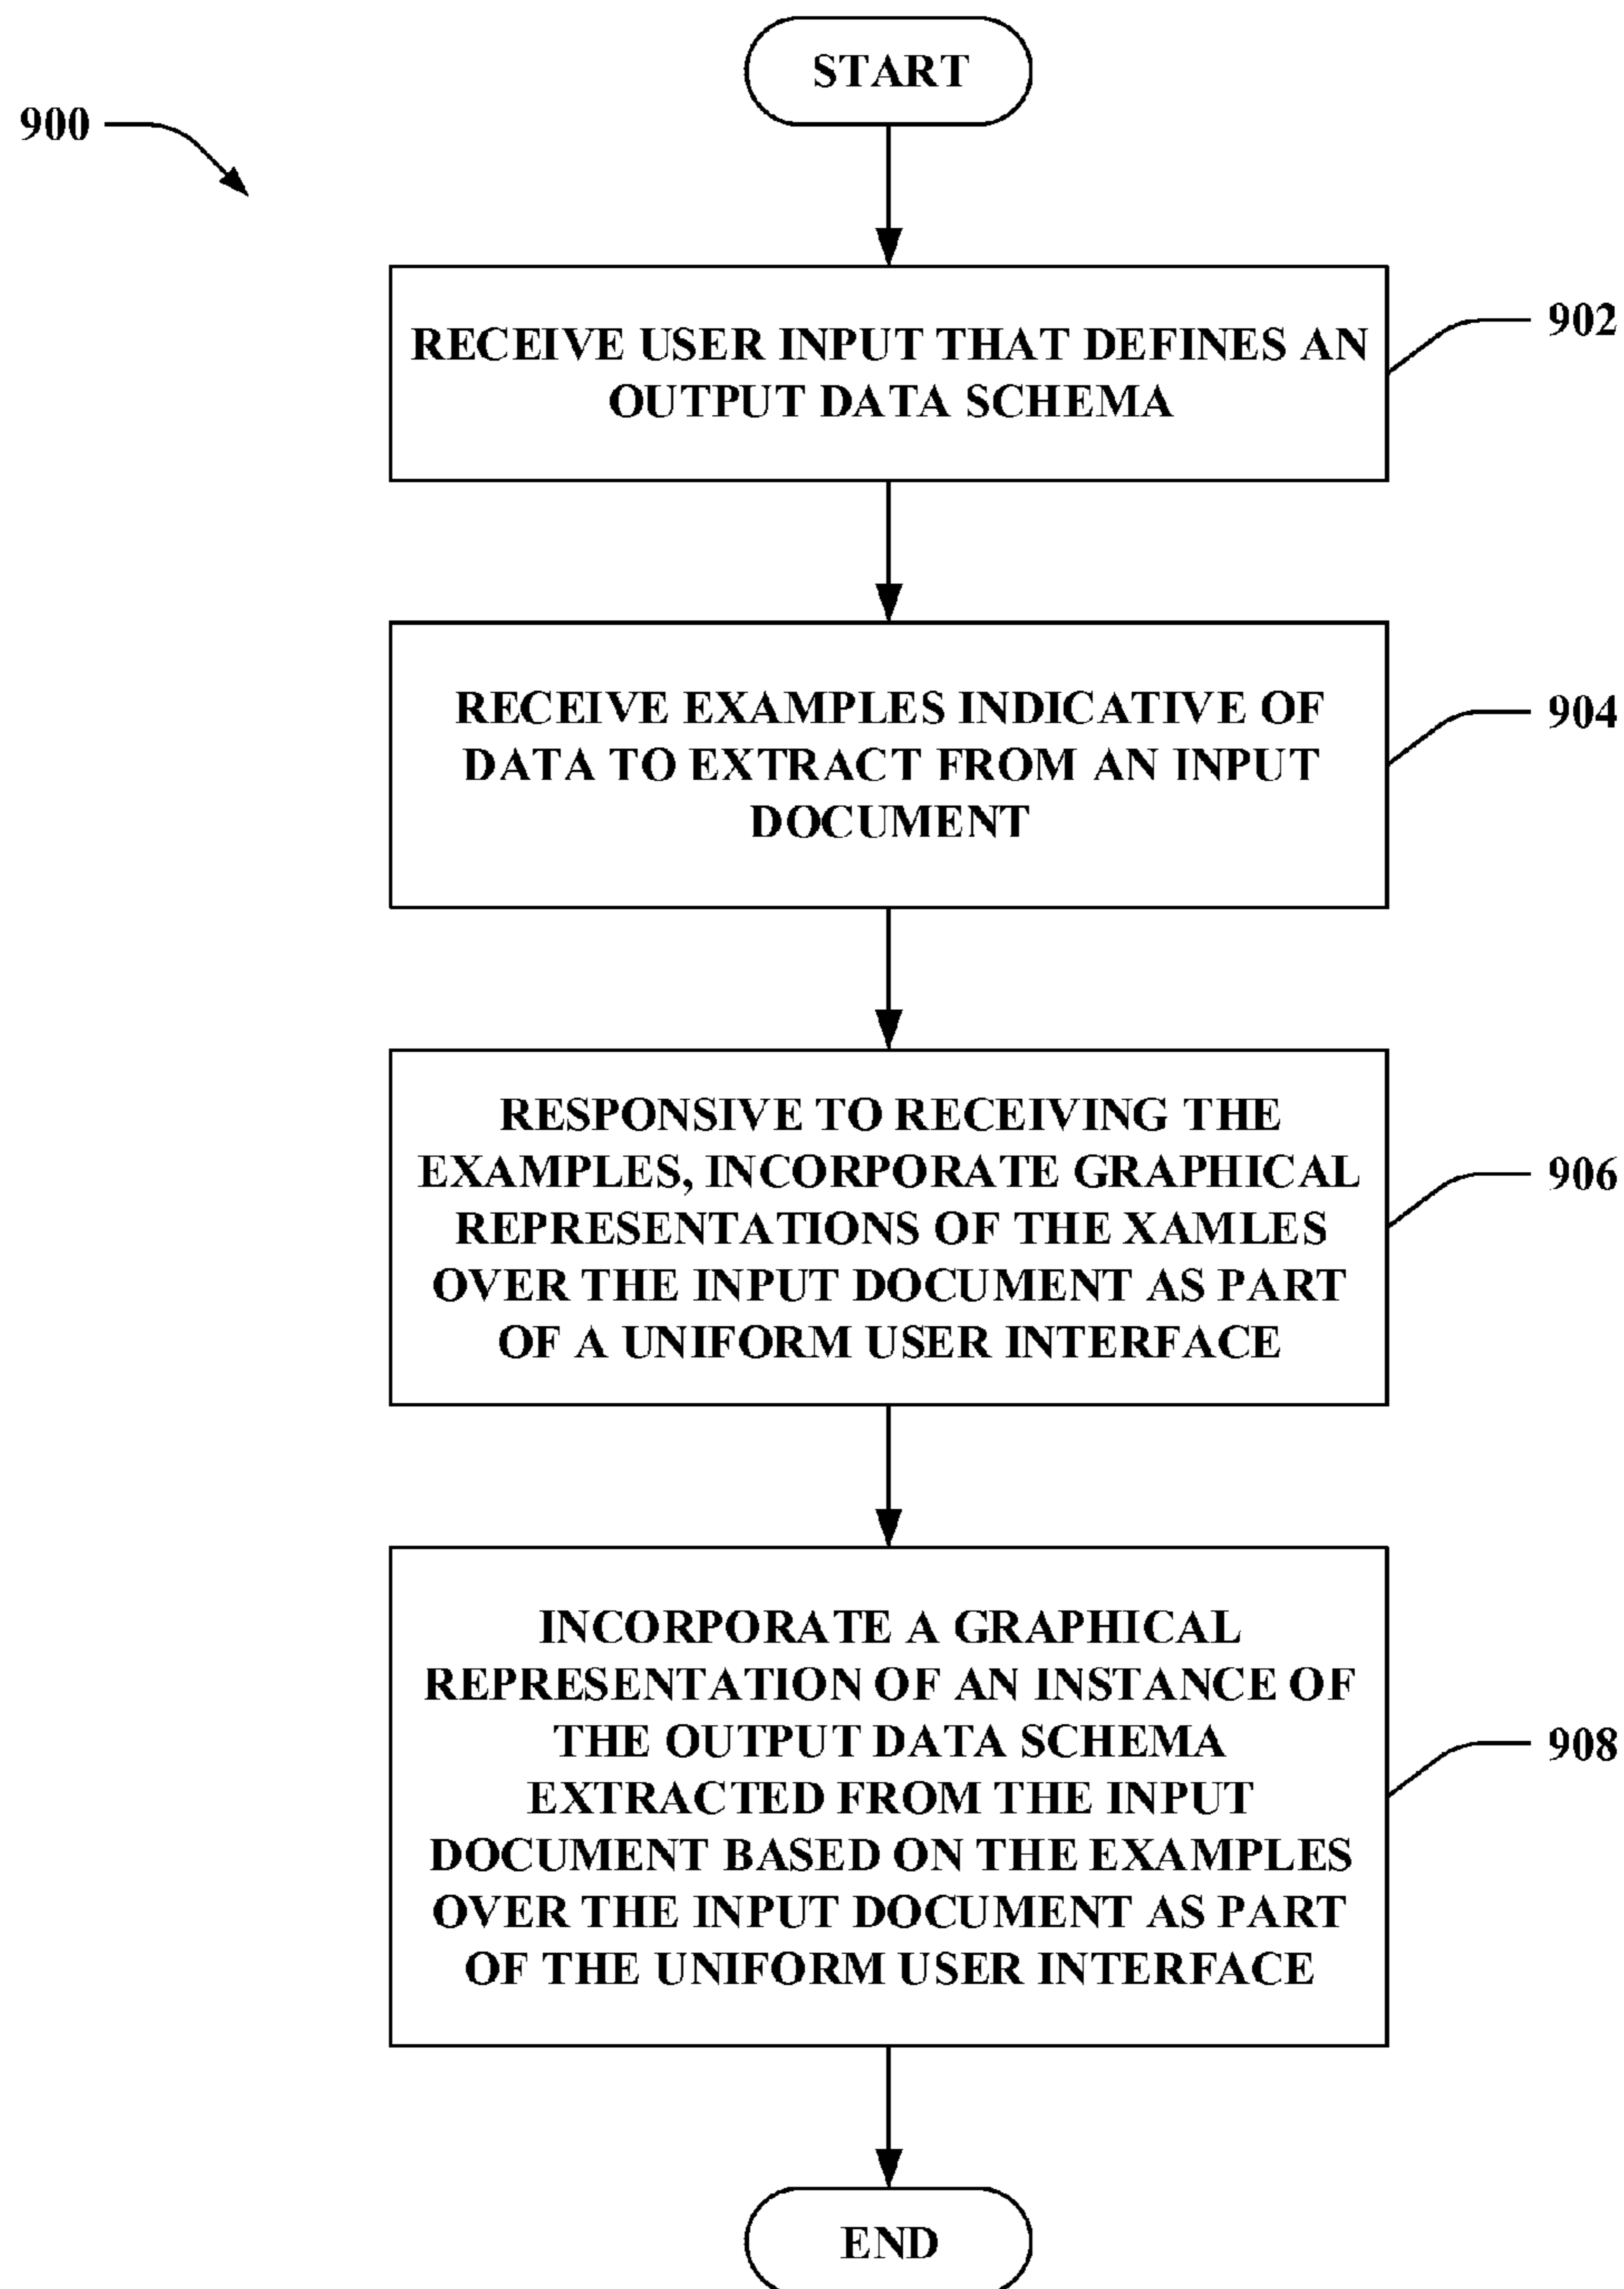 START
900
RECEIVE USER INPUT THAT DEFINES AN
OUTPUT DATA SCHEMA
902
RECEIVE EXAMPLES INDICATIVE OF
DATA TO EXTRACT FROM AN INPUT
DOCUMENT
904
RESPONSIVE TO RECEIVING THE
EXAMPLES, INCORPORATE GRAPHICAL
REPRESENTATIONS OF THE XAMLES
OVER THE INPUT DOCUMENT AS PART
OF A UNIFORM USER INTERFACE
906
INCORPORATE A GRAPHICAL
REPRESENTATION OF AN INSTANCE OF
THE OUTPUT DATA SCHEMA
EXTRACTED FROM THE INPUT
DOCUMENT BASED ON THE EXAMPLES
OVER THE INPUT DOCUMENT AS PART
OF THE UNIFORM USER INTERFACE
908
END